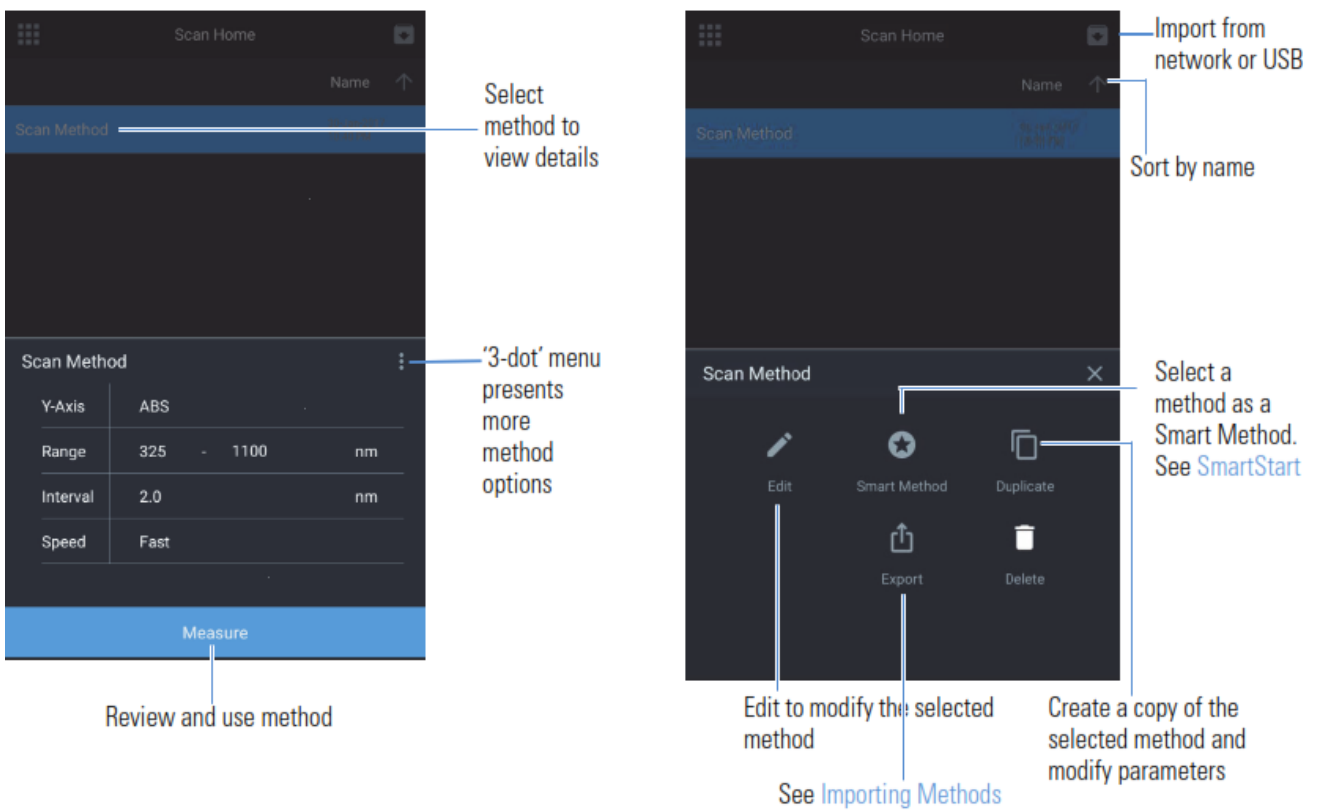 Scan Home
Name
Scan Method
Select
method to
view details
Scan Method
Y-Axis ABS
Range 325 - 1100 nm
Interval 2.0 nm
Speed Fast
Measure
'3-dot' menu
presents
more
method
options
Review and use method
Scan Home
Name
Scan Method
Import from
network or USB
Sort by name
Scan Method
Edit
Smart Method
Duplicate
Export
Delete
Select a
method as a
Smart Method.
See SmartStart
Edit to modify the selected
method
See Importing Methods
Create a copy of the
selected method and
modify parameters